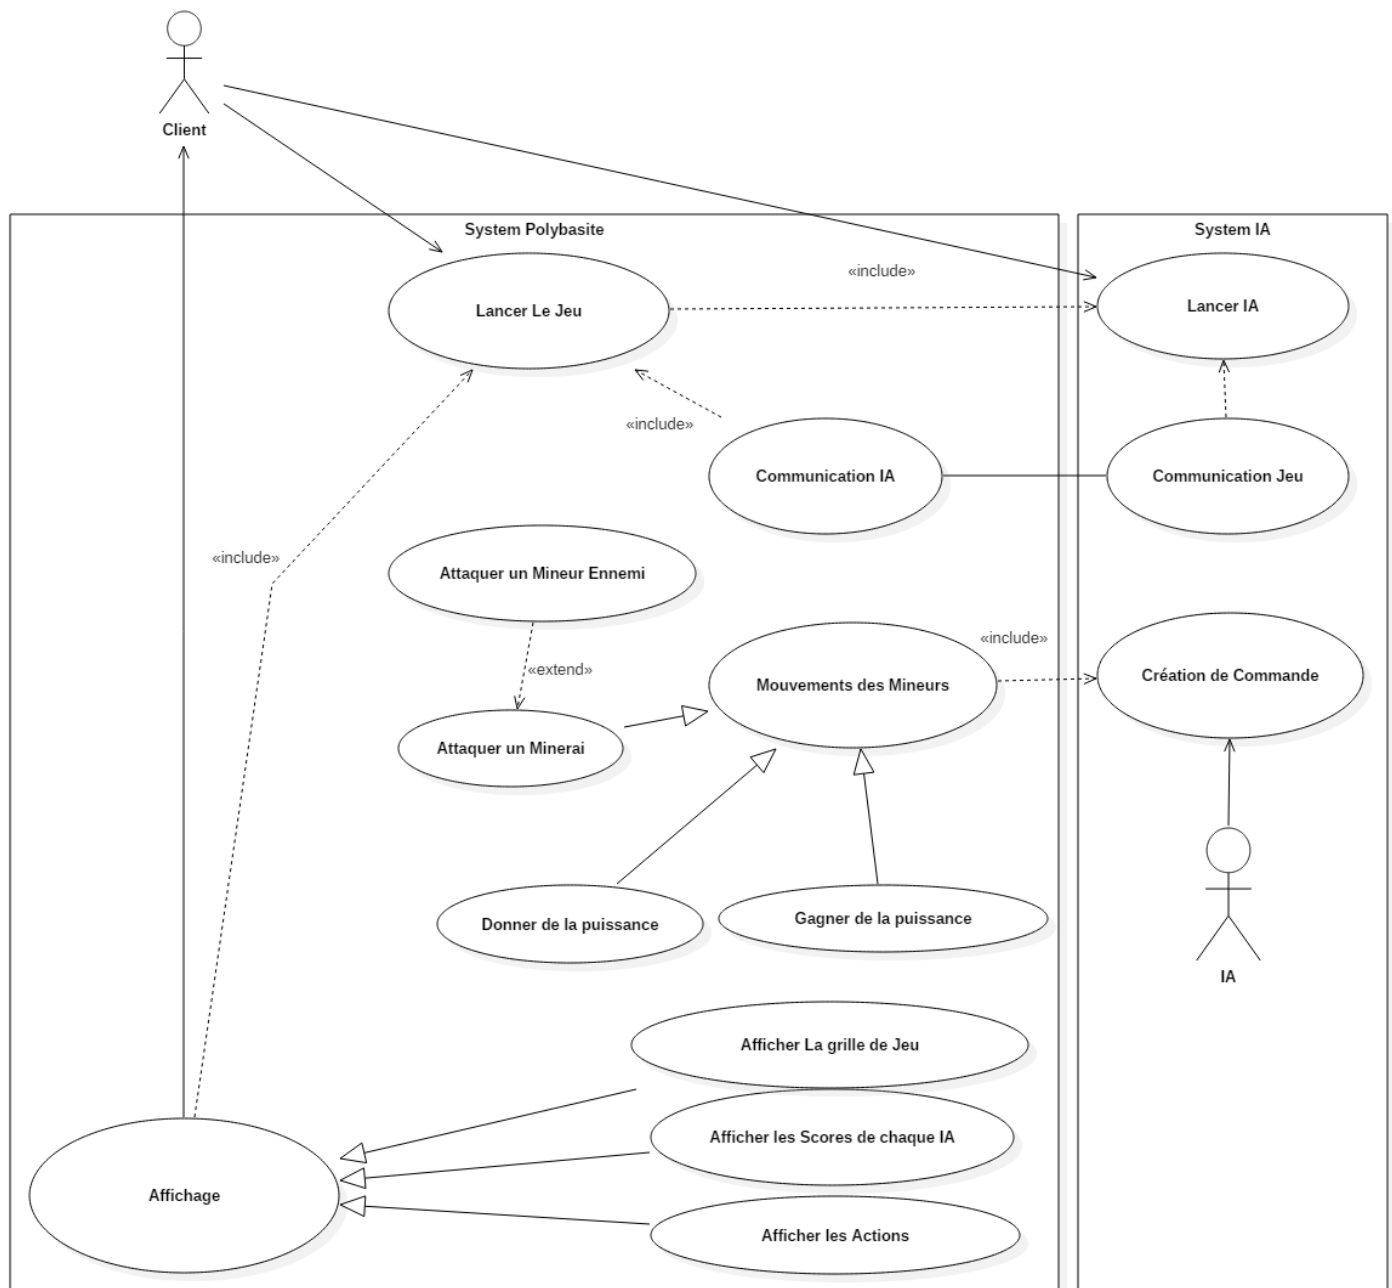 Client
System Polybasite
System IA
«include»
Lancer Le Jeu
Lancer IA
«include»
Communication IA
Communication Jeu
«include»
Attaquer un Mineur Ennemi
«include»
«extend»
Mouvements des Mineurs
Création de Commande
Attaquer un Minerai
Donner de la puissance
Gagner de la puissance
IA
Afficher La grille de Jeu
Afficher les Scores de chaque IA
Affichage
Afficher les Actions